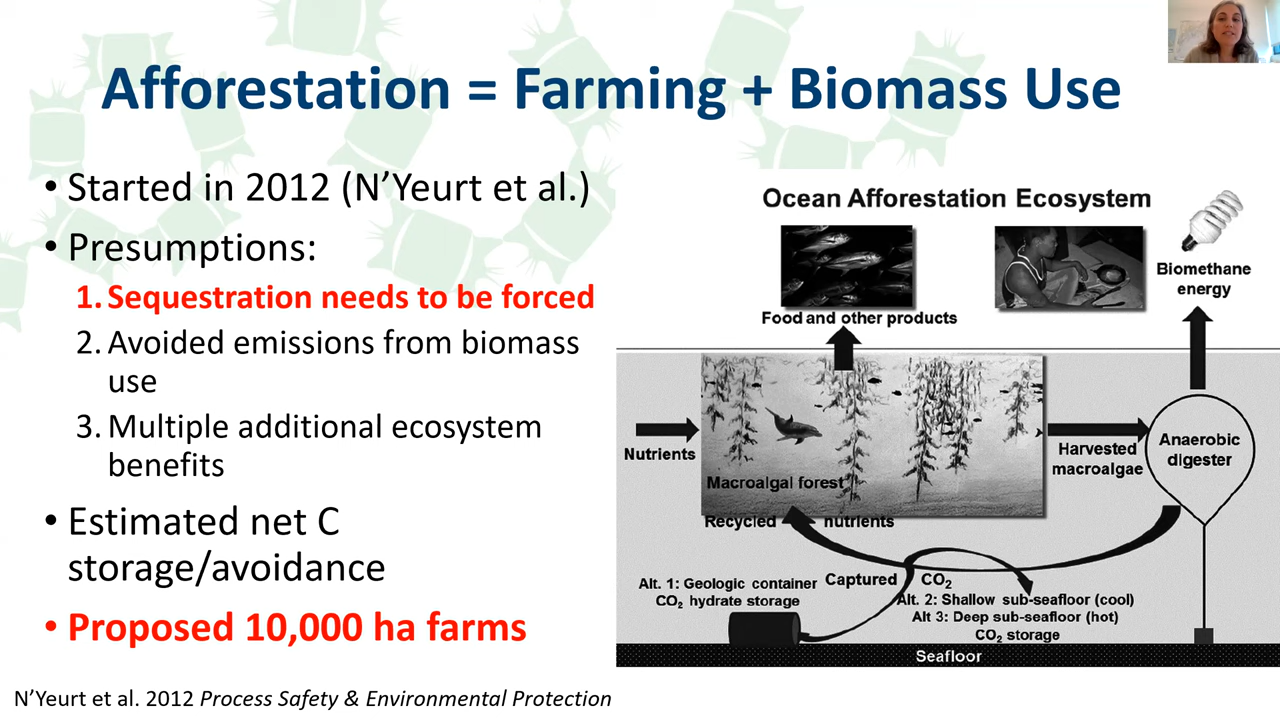 Afforestation = Farming + Biomass Use
• Started in 2012 (N’Yeurt et al.)
• Presumptions:
1. Sequestration needs to be forced
2. Avoided emissions from biomass
use
3. Multiple additional ecosystem
benefits
• Estimated net C
storage/avoidance
• Proposed 10,000 ha farms
N’Yeurt et al. 2012 Process Safety & Environmental Protection
Ocean Afforestation Ecosystem
Biomethane
energy
Food and other products
Nutrients
Macroalgal forest
Harvested
macroalgae
Anaerobic
digester
Recycled nutrients
Captured CO₂
Alt. 1: Geologic container
CO₂ hydrate storage
Alt. 2: Shallow sub-seafloor (cool)
Alt 3: Deep sub-seafloor (hot)
CO₂ storage
Seafloor